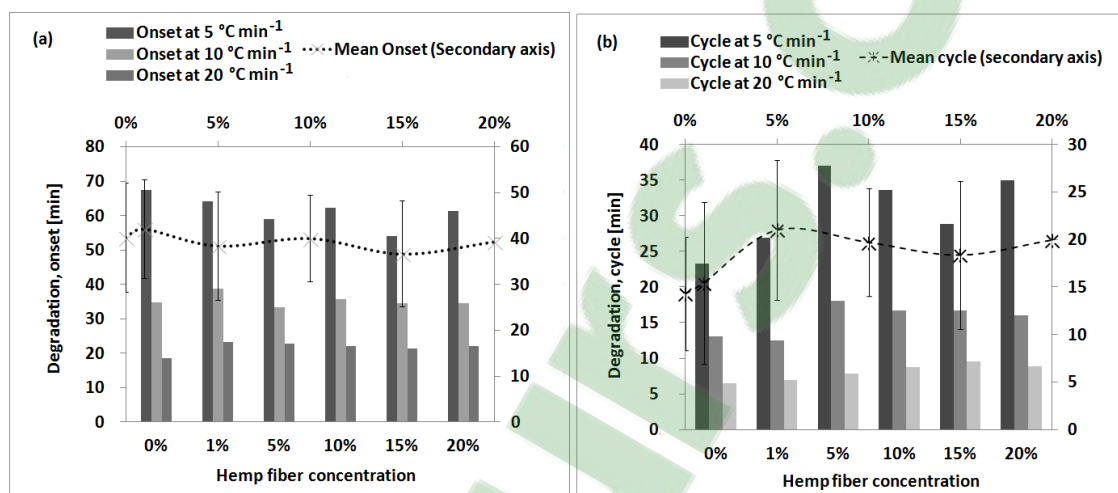 (a)
Onset at 5 °C min⁻¹
Onset at 10 °C min⁻¹
Onset at 20 °C min⁻¹
Mean Onset (Secondary axis)
0% 5% 10% 15% 20%
80 60
70
50
60
50 40
40 30
30
20
20
10
10
0 0
Degradation, onset [min]
0% 1% 5% 10% 15% 20%
Hemp fiber concentration
(b)
Cycle at 5 °C min⁻¹
Cycle at 10 °C min⁻¹
Cycle at 20 °C min⁻¹
Mean cycle (secondary axis)
0% 5% 10% 15% 20%
40 30
35
25
30
25 20
20 15
15
10
10
5
5
0 0
Degradation, cycle [min]
0% 1% 5% 10% 15% 20%
Hemp fiber concentration